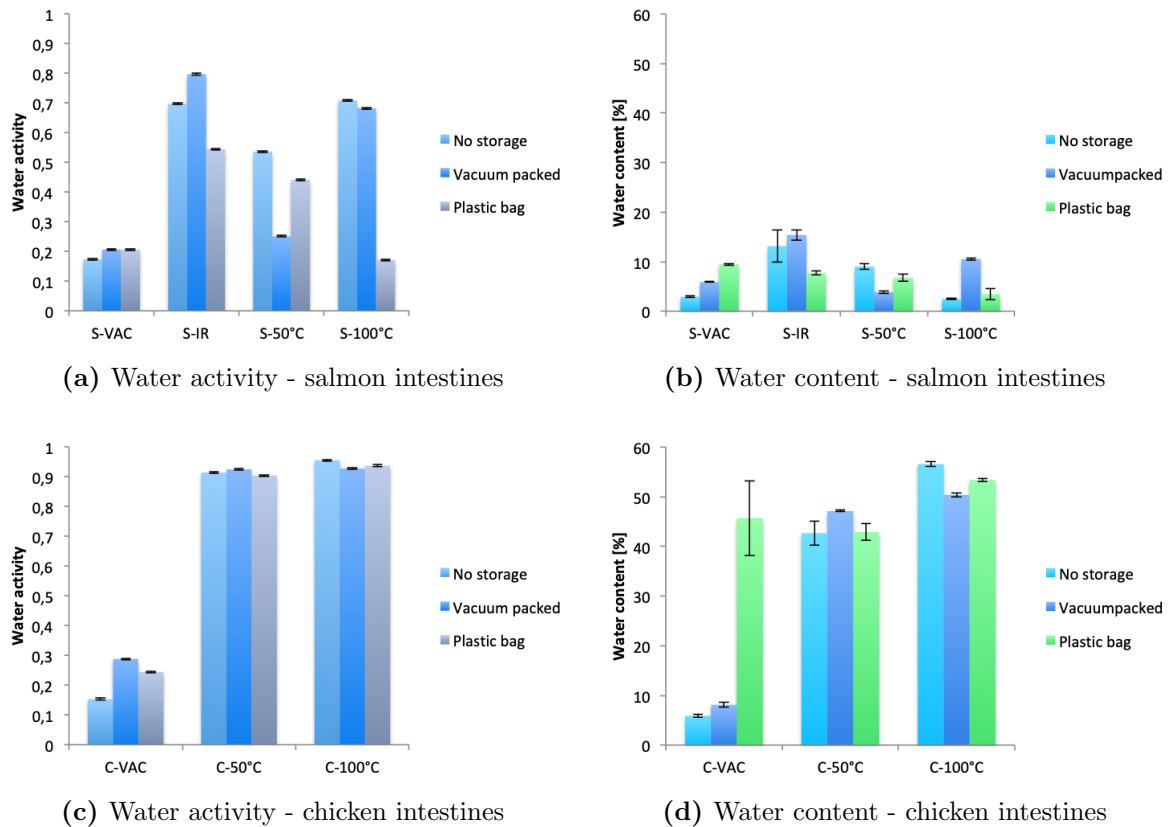 1
0,9
0,8
0,7
0,6
0,5
0,4
0,3
0,2
0,1
0
Water activity
S-VAC S-IR S-50°C S-100°C
No storage
Vacuum packed
Plastic bag
(a) Water activity - salmon intestines
60
50
40
30
20
10
0
Water content [%]
S-VAC S-IR S-50°C S-100°C
No storage
Vacuumpacked
Plastic bag
(b) Water content - salmon intestines
1
0,9
0,8
0,7
0,6
0,5
0,4
0,3
0,2
0,1
0
Water activity
C-VAC C-50°C C-100°C
No storage
Vacuum packed
Plastic bag
(c) Water activity - chicken intestines
60
50
40
30
20
10
0
Water content [%]
C-VAC C-50°C C-100°C
No storage
Vacuumpacked
Plastic bag
(d) Water content - chicken intestines